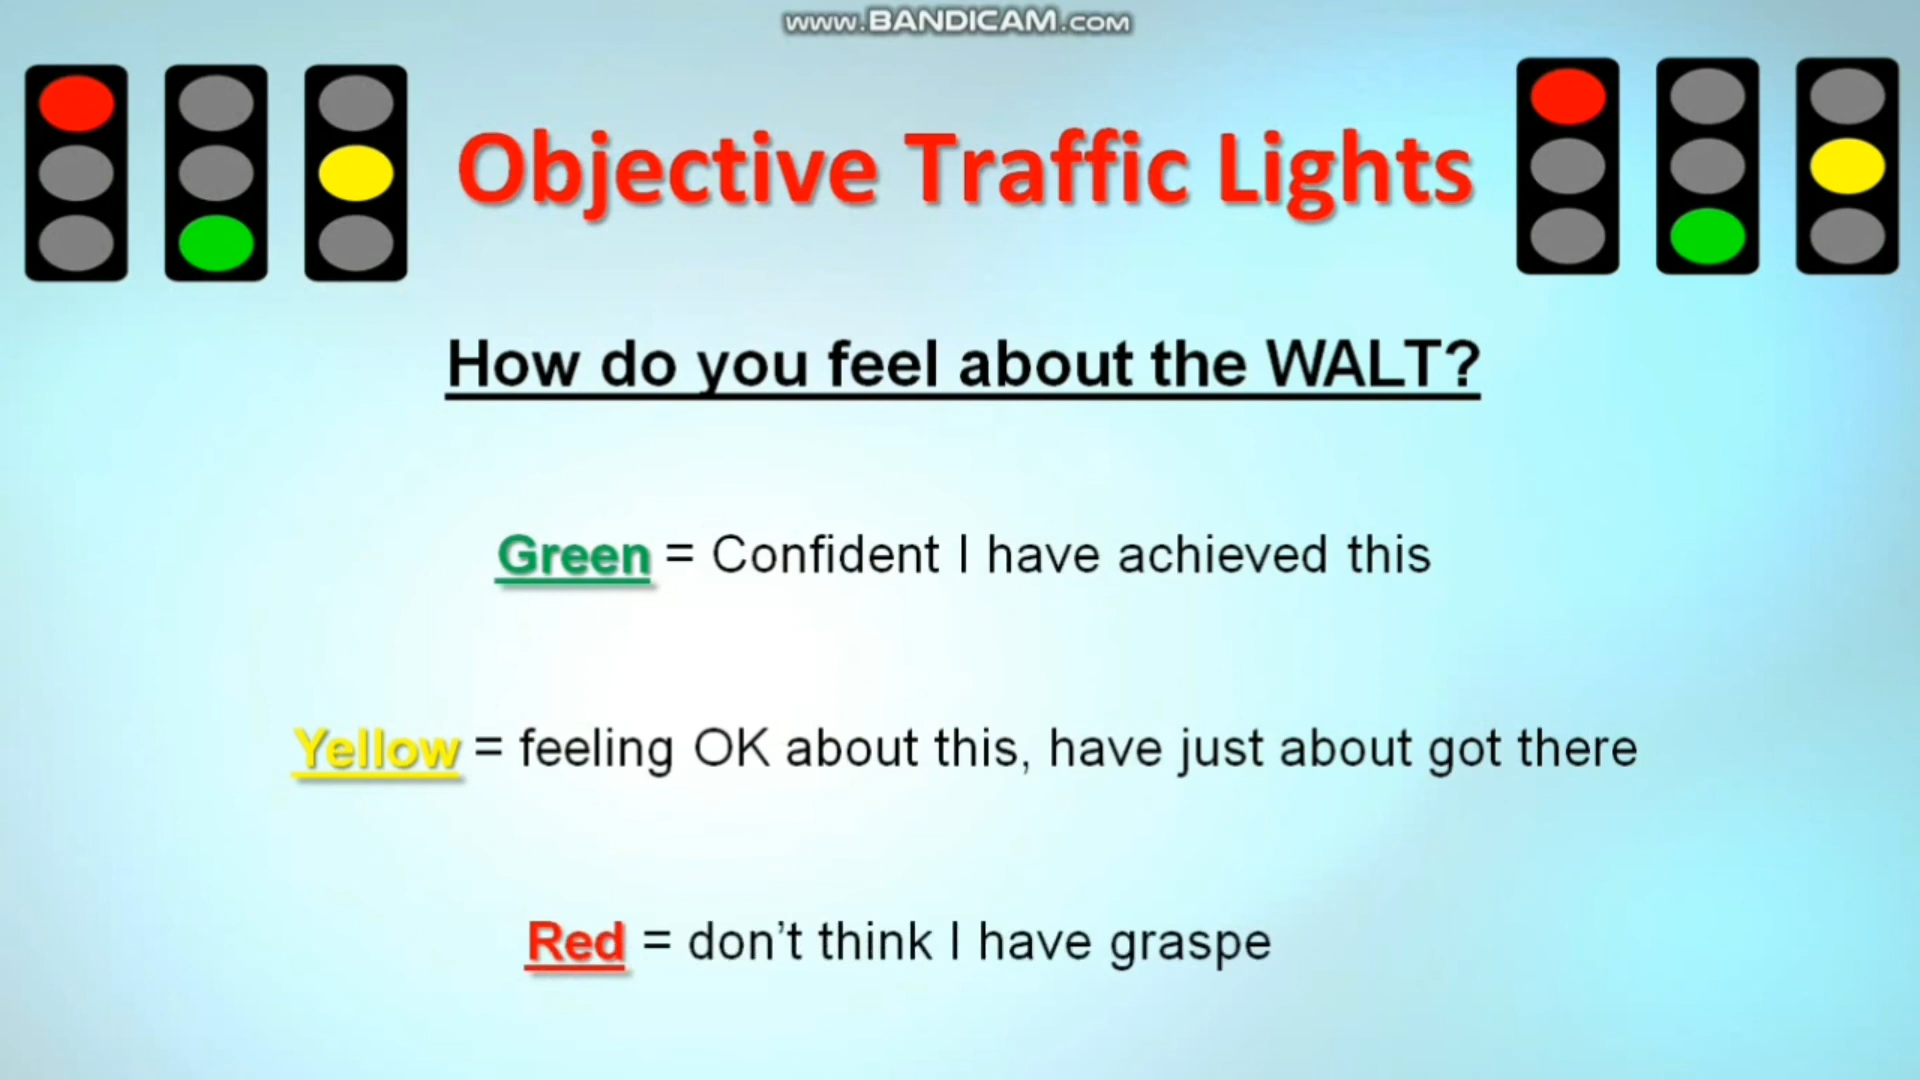 www.BANDICAM.com
Objective Traffic Lights
How do you feel about the WALT?
Green = Confident I have achieved this
Yellow = feeling OK about this, have just about got there
Red = don’t think I have graspe